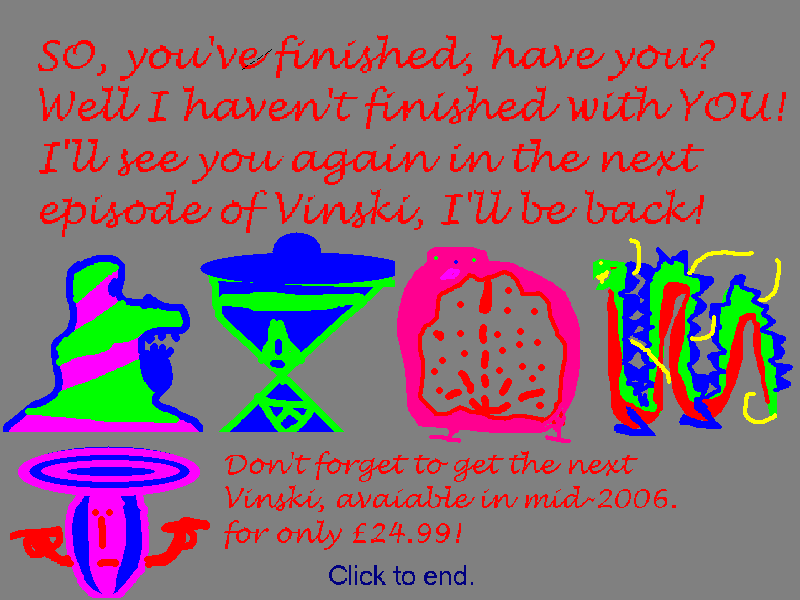 SO, you've finished, have you?
Well I haven't finished with YOU!
I'll see you again in the next
episode of Vinski, I'll be back!
Don't forget to get the next
Vinski, avaiable in mid-2006.
for only £24.99!
Click to end.